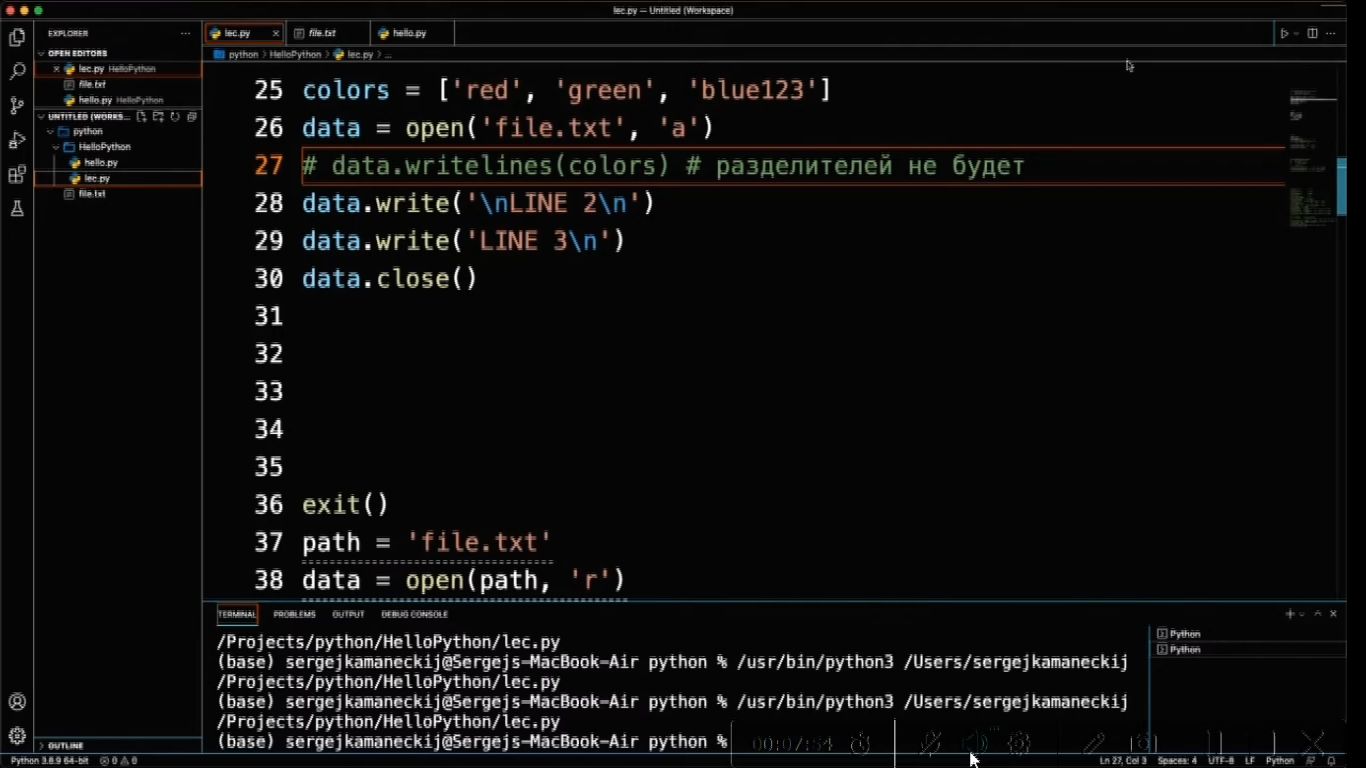 lec.py — Untitled (Workspace)
EXPLORER ···
lec.py × file.txt hello.py
OPEN EDITORS
python > HelloPython > lec.py > ...
× lec.py HelloPython
file.txt
hello.py HelloPython
UNTITLED (WORKS...
python
HelloPython
hello.py
lec.py
file.txt
25 colors = ['red', 'green', 'blue123']
26 data = open('file.txt', 'a')
27 # data.writelines(colors) # разделителей не будет
28 data.write('\nLINE 2\n')
29 data.write('LINE 3\n')
30 data.close()
31
32
33
34
35
36 exit()
37 path = 'file.txt'
38 data = open(path, 'r')
TERMINAL PROBLEMS OUTPUT DEBUG CONSOLE
/Projects/python/HelloPython/lec.py
(base) sergejkamaneckij@Sergejs-MacBook-Air python % /usr/bin/python3 /Users/sergejkamaneckij
/Projects/python/HelloPython/lec.py
(base) sergejkamaneckij@Sergejs-MacBook-Air python % /usr/bin/python3 /Users/sergejkamaneckij
/Projects/python/HelloPython/lec.py
(base) sergejkamaneckij@Sergejs-MacBook-Air python %
Python
Python
OUTLINE
Python 3.8.9 64-bit 0 0
Ln 27, Col 3 Spaces: 4 UTF-8 LF Python